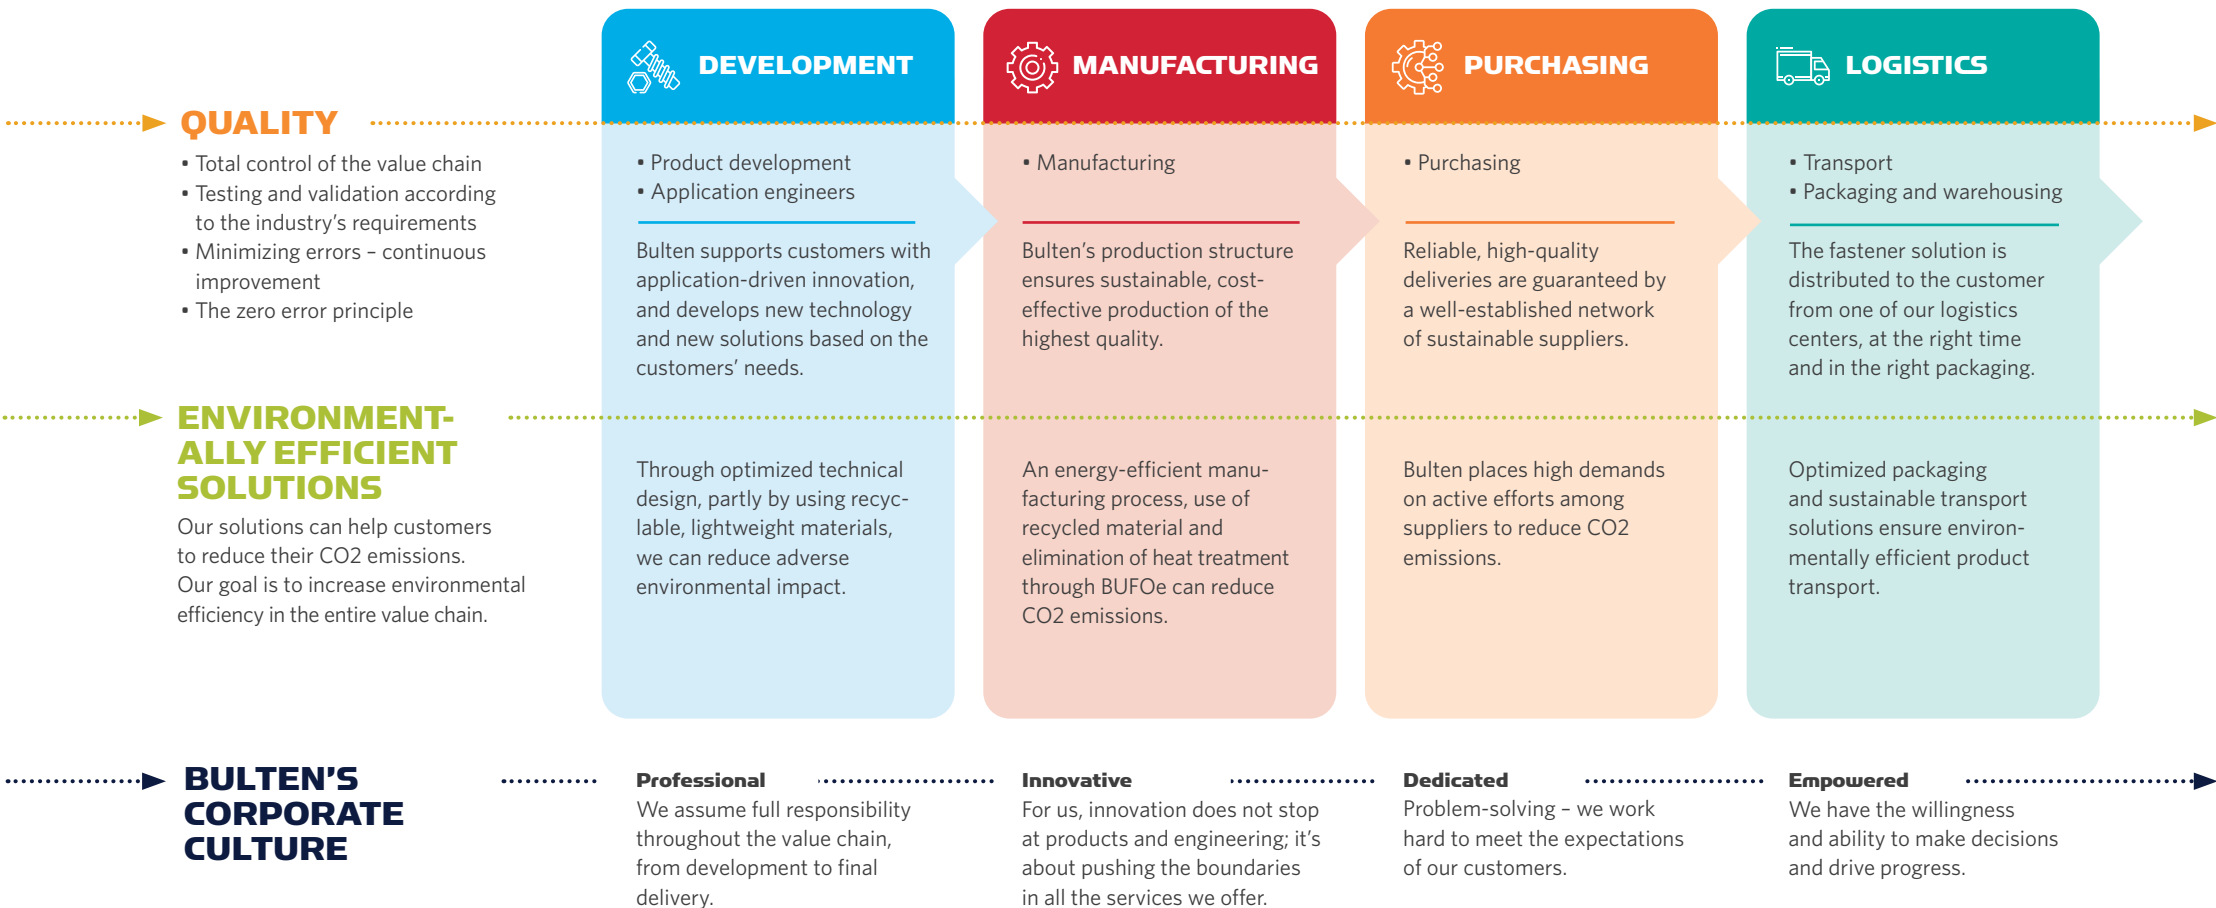 DEVELOPMENT
MANUFACTURING
PURCHASING
LOGISTICS
QUALITY
• Total control of the value chain
• Testing and validation according
to the industry's requirements
• Minimizing errors – continuous
improvement
• The zero error principle
• Product development
• Application engineers
Bulten supports customers with
application-driven innovation,
and develops new technology
and new solutions based on the
customers' needs.
• Manufacturing
Bulten's production structure
ensures sustainable, cost-
effective production of the
highest quality.
• Purchasing
Reliable, high-quality
deliveries are guaranteed by
a well-established network
of sustainable suppliers.
• Transport
• Packaging and warehousing
The fastener solution is
distributed to the customer
from one of our logistics
centers, at the right time
and in the right packaging.
ENVIRONMENT-
ALLY EFFICIENT
SOLUTIONS
Our solutions can help customers
to reduce their CO2 emissions.
Our goal is to increase environmental
efficiency in the entire value chain.
Through optimized technical
design, partly by using recyc-
lable, lightweight materials,
we can reduce adverse
environmental impact.
An energy-efficient manu-
facturing process, use of
recycled material and
elimination of heat treatment
through BUFOe can reduce
CO2 emissions.
Bulten places high demands
on active efforts among
suppliers to reduce CO2
emissions.
Optimized packaging
and sustainable transport
solutions ensure environ-
mentally efficient product
transport.
BULTEN'S
CORPORATE
CULTURE
Professional
We assume full responsibility
throughout the value chain,
from development to final
delivery.
Innovative
For us, innovation does not stop
at products and engineering; it's
about pushing the boundaries
in all the services we offer.
Dedicated
Problem-solving – we work
hard to meet the expectations
of our customers.
Empowered
We have the willingness
and ability to make decisions
and drive progress.